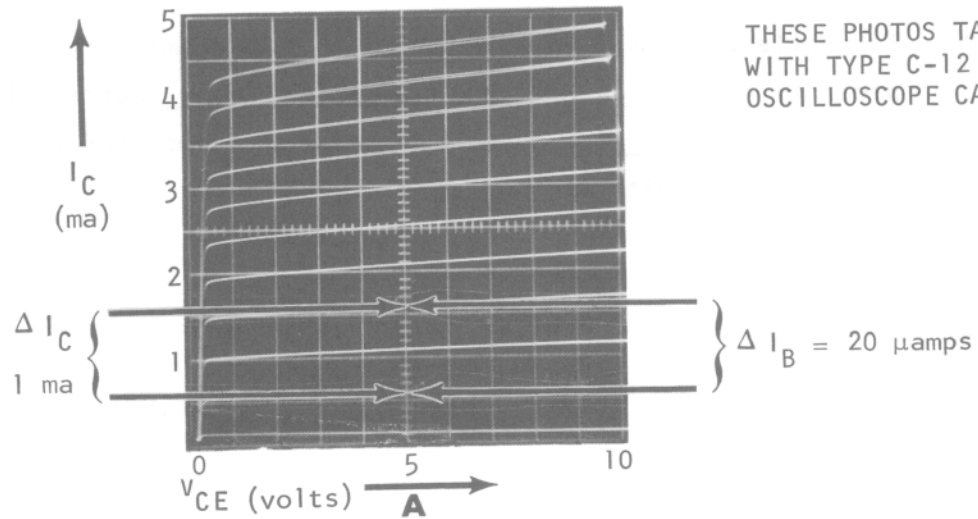 5
THESE PHOTOS TA
WITH TYPE C-12
OSCILLOSCOPE CA
4
I C
(ma)
3
2
Δ I C
1 ma
Δ I B = 20 μamps
1
0 5 10
V CE (volts)
A